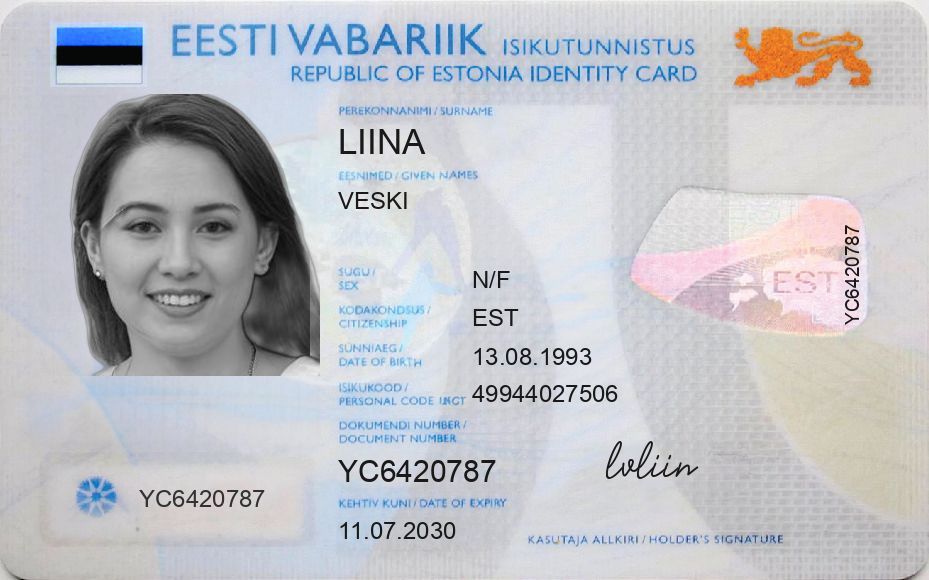 EESTI VABARIIK ISIKUTUNNISTUS
REPUBLIC OF ESTONIA IDENTITY CARD
PEREKONNANIMI / SURNAME
LIINA
EESNIMED / GIVEN NAMES
VESKI
SUGU /
SEX
N/F
KODAKONDSUS /
CITIZENSHIP
EST
SÜNNIAEG /
DATE OF BIRTH
13.08.1993
ISIKUKOOD /
PERSONAL CODE
49944027506
DOKUMENDI NUMBER /
DOCUMENT NUMBER
YC6420787
KEHTIV KUNI / DATE OF EXPIRY
11.07.2030
YC6420787
EST
YC6420787
KASUTAJA ALLKIRI / HOLDER'S SIGNATURE